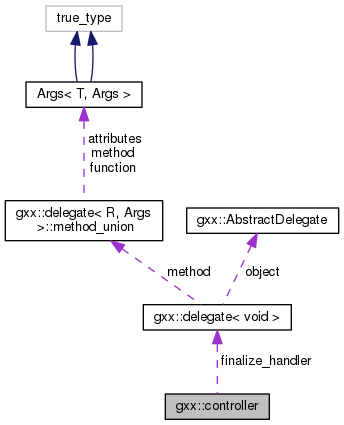 true_type
Args< T, Args >
attributes
method
function
gxx::delegate< R, Args
>::method_union
gxx::AbstractDelegate
method
object
gxx::delegate< void >
finalize_handler
gxx::controller